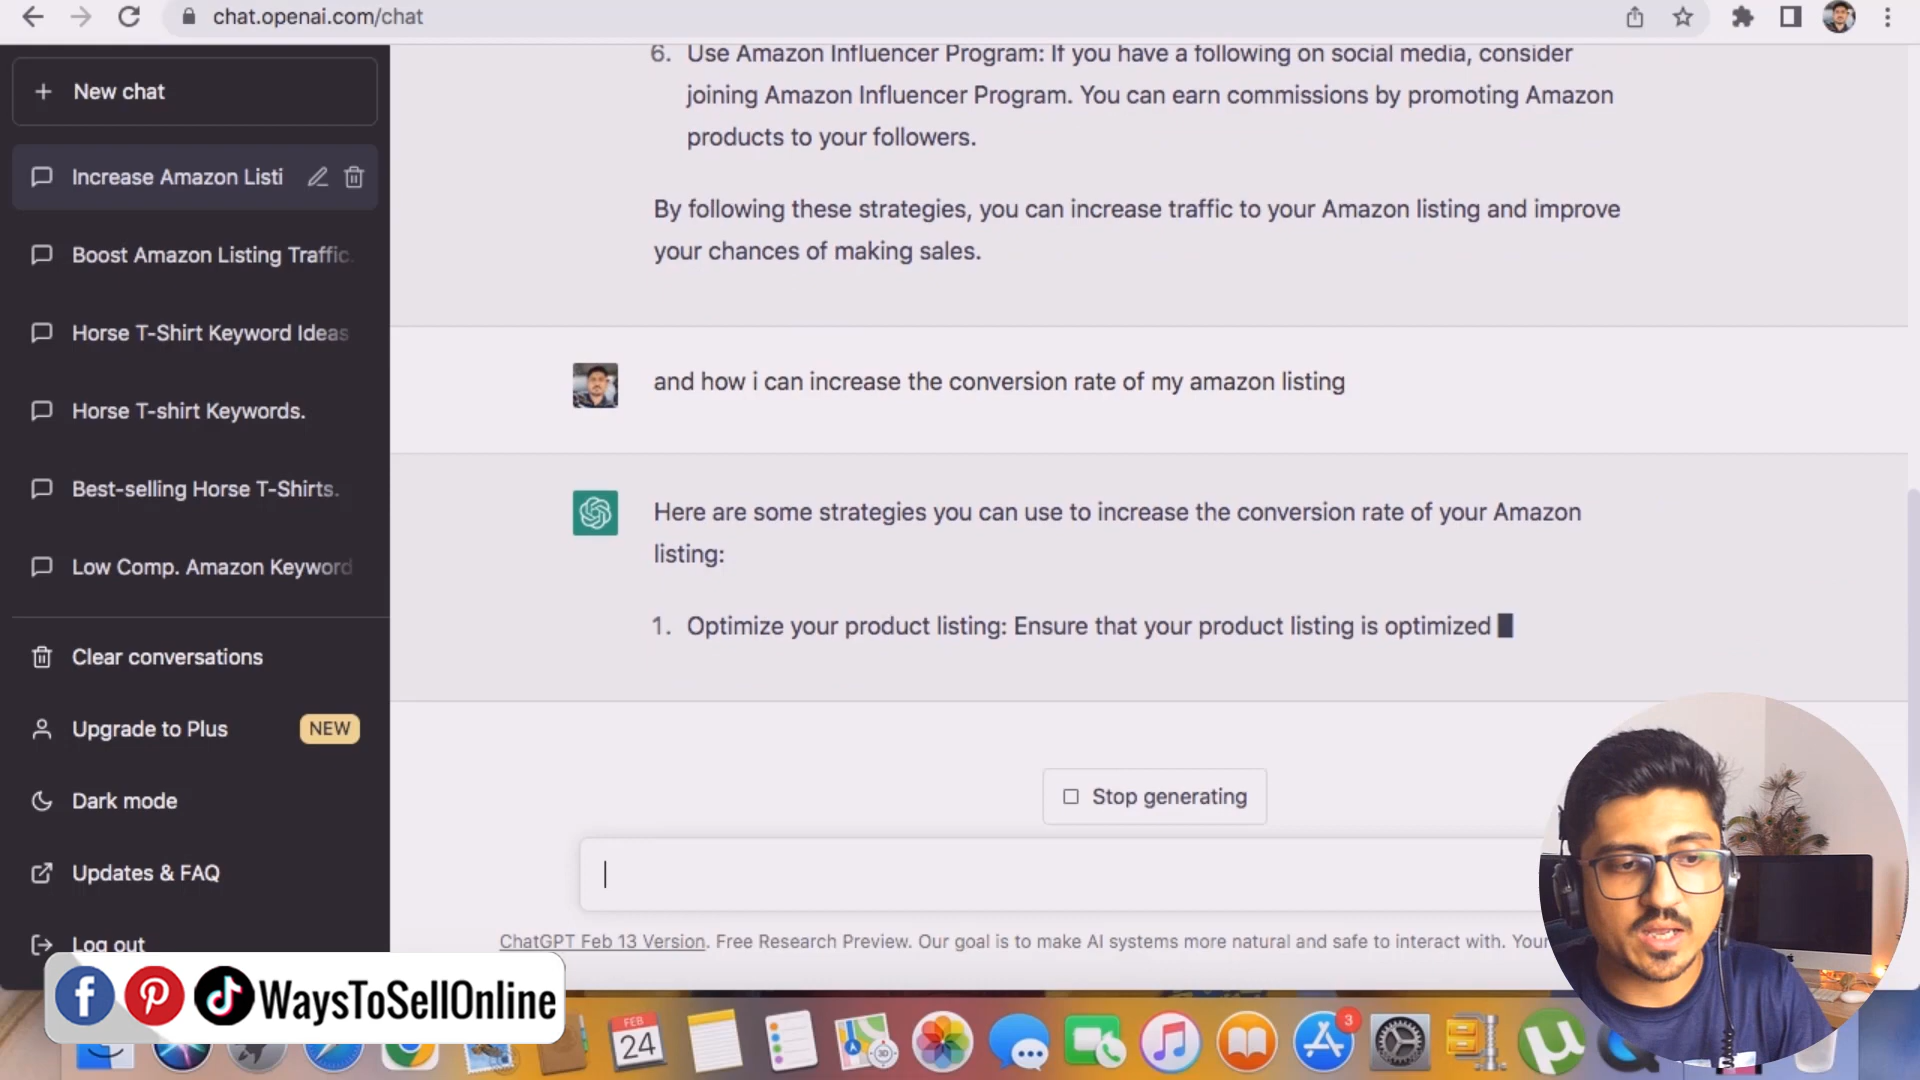 chat.openai.com/chat
New chat
Increase Amazon Listi
Boost Amazon Listing Traffic.
Horse T-Shirt Keyword Ideas
Horse T-shirt Keywords.
Best-selling Horse T-Shirts.
Low Comp. Amazon Keyword
Clear conversations
Upgrade to Plus
NEW
Dark mode
Updates & FAQ
Log out
6. Use Amazon Influencer Program: If you have a following on social media, consider
joining Amazon Influencer Program. You can earn commissions by promoting Amazon
products to your followers.
By following these strategies, you can increase traffic to your Amazon listing and improve
your chances of making sales.
and how i can increase the conversion rate of my amazon listing
Here are some strategies you can use to increase the conversion rate of your Amazon
listing:
1. Optimize your product listing: Ensure that your product listing is optimized
Stop generating
ChatGPT Feb 13 Version. Free Research Preview. Our goal is to make AI systems more natural and safe to interact with. Your
WaysToSellOnline
FEB
24
3D
3